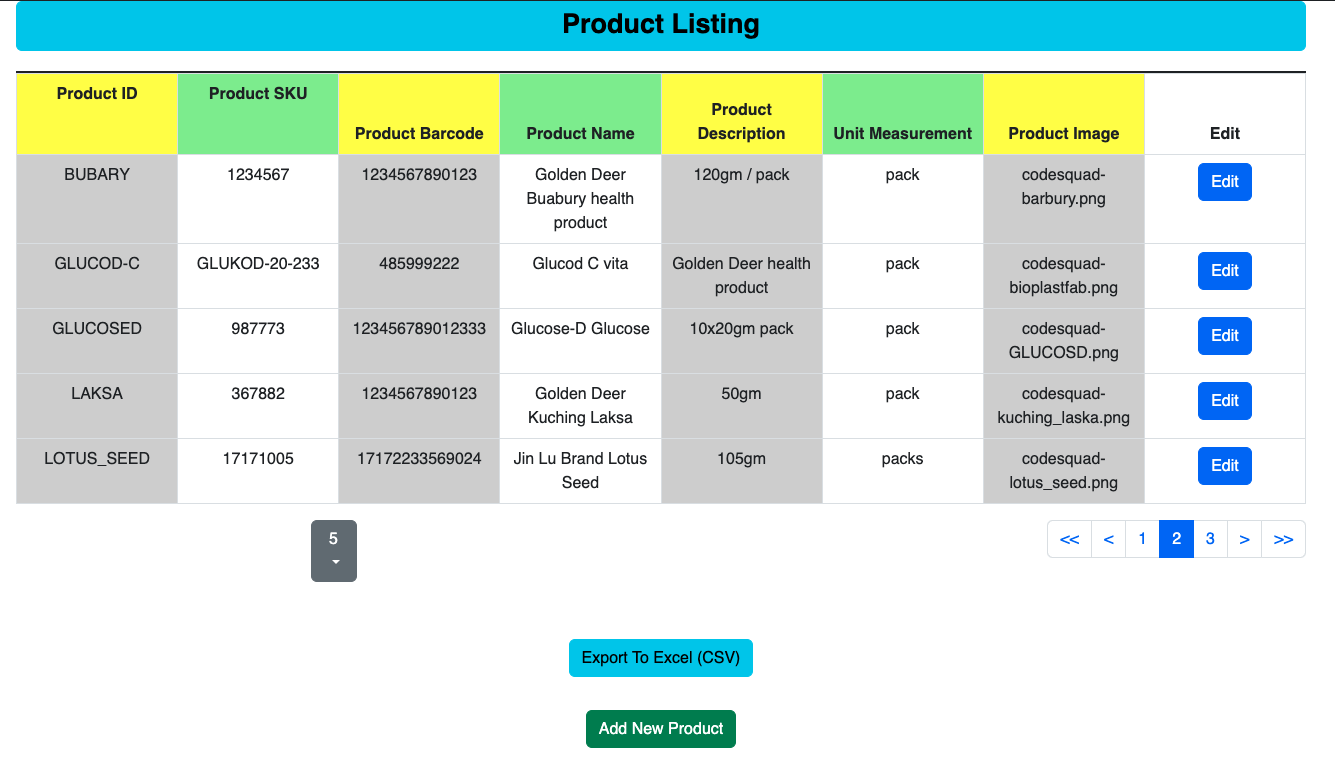 Product Listing
Product ID
Product SKU
Product Barcode
Product Name
Product
Description
Unit Measurement
Product Image
Edit
BUBARY
1234567
1234567890123
Golden Deer
Buabury health
product
120gm / pack
pack
codesquad-
barbury.png
Edit
GLUCOD-C
GLUKOD-20-233
485999222
Glucod C vita
Golden Deer health
product
pack
codesquad-
bioplastfab.png
Edit
GLUCOSED
987773
123456789012333
Glucose-D Glucose
10x20gm pack
pack
codesquad-
GLUCOSD.png
Edit
LAKSA
367882
1234567890123
Golden Deer
Kuching Laksa
50gm
pack
codesquad-
kuching_laska.png
Edit
LOTUS_SEED
17171005
17172233569024
Jin Lu Brand Lotus
Seed
105gm
packs
codesquad-
lotus_seed.png
Edit
5
<< < 1 2 3 > >>
Export To Excel (CSV)
Add New Product